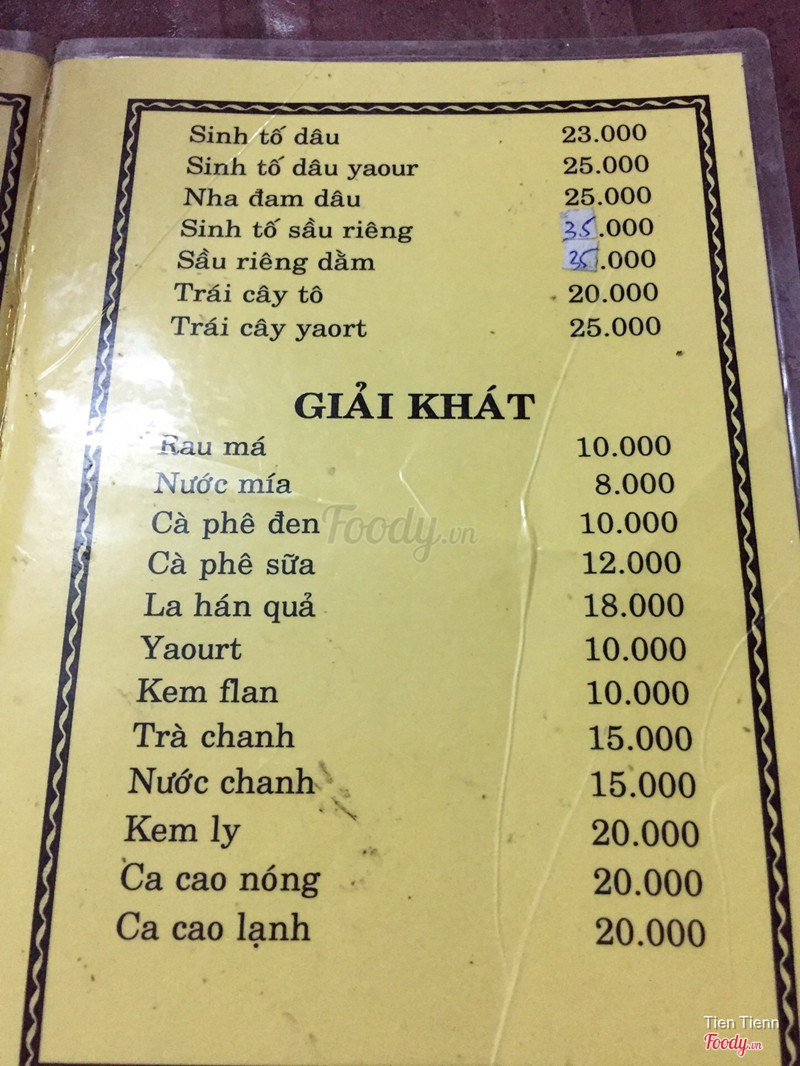 Sinh tố dâu 23.000
Sinh tố dâu yaour 25.000
Nha đam dâu 25.000
Sinh tố sầu riêng 35.000
Sầu riêng dằm 35.000
Trái cây tô 20.000
Trái cây yaort 25.000
GIẢI KHÁT
Rau má 10.000
Nước mía 8.000
Cà phê đen 10.000
Cà phê sữa 12.000
La hán quả 18.000
Yaourt 10.000
Kem flan 10.000
Trà chanh 15.000
Nước chanh 15.000
Kem ly 20.000
Ca cao nóng 20.000
Ca cao lạnh 20.000
Foody.vn
Tien Tienn
Foody.vn